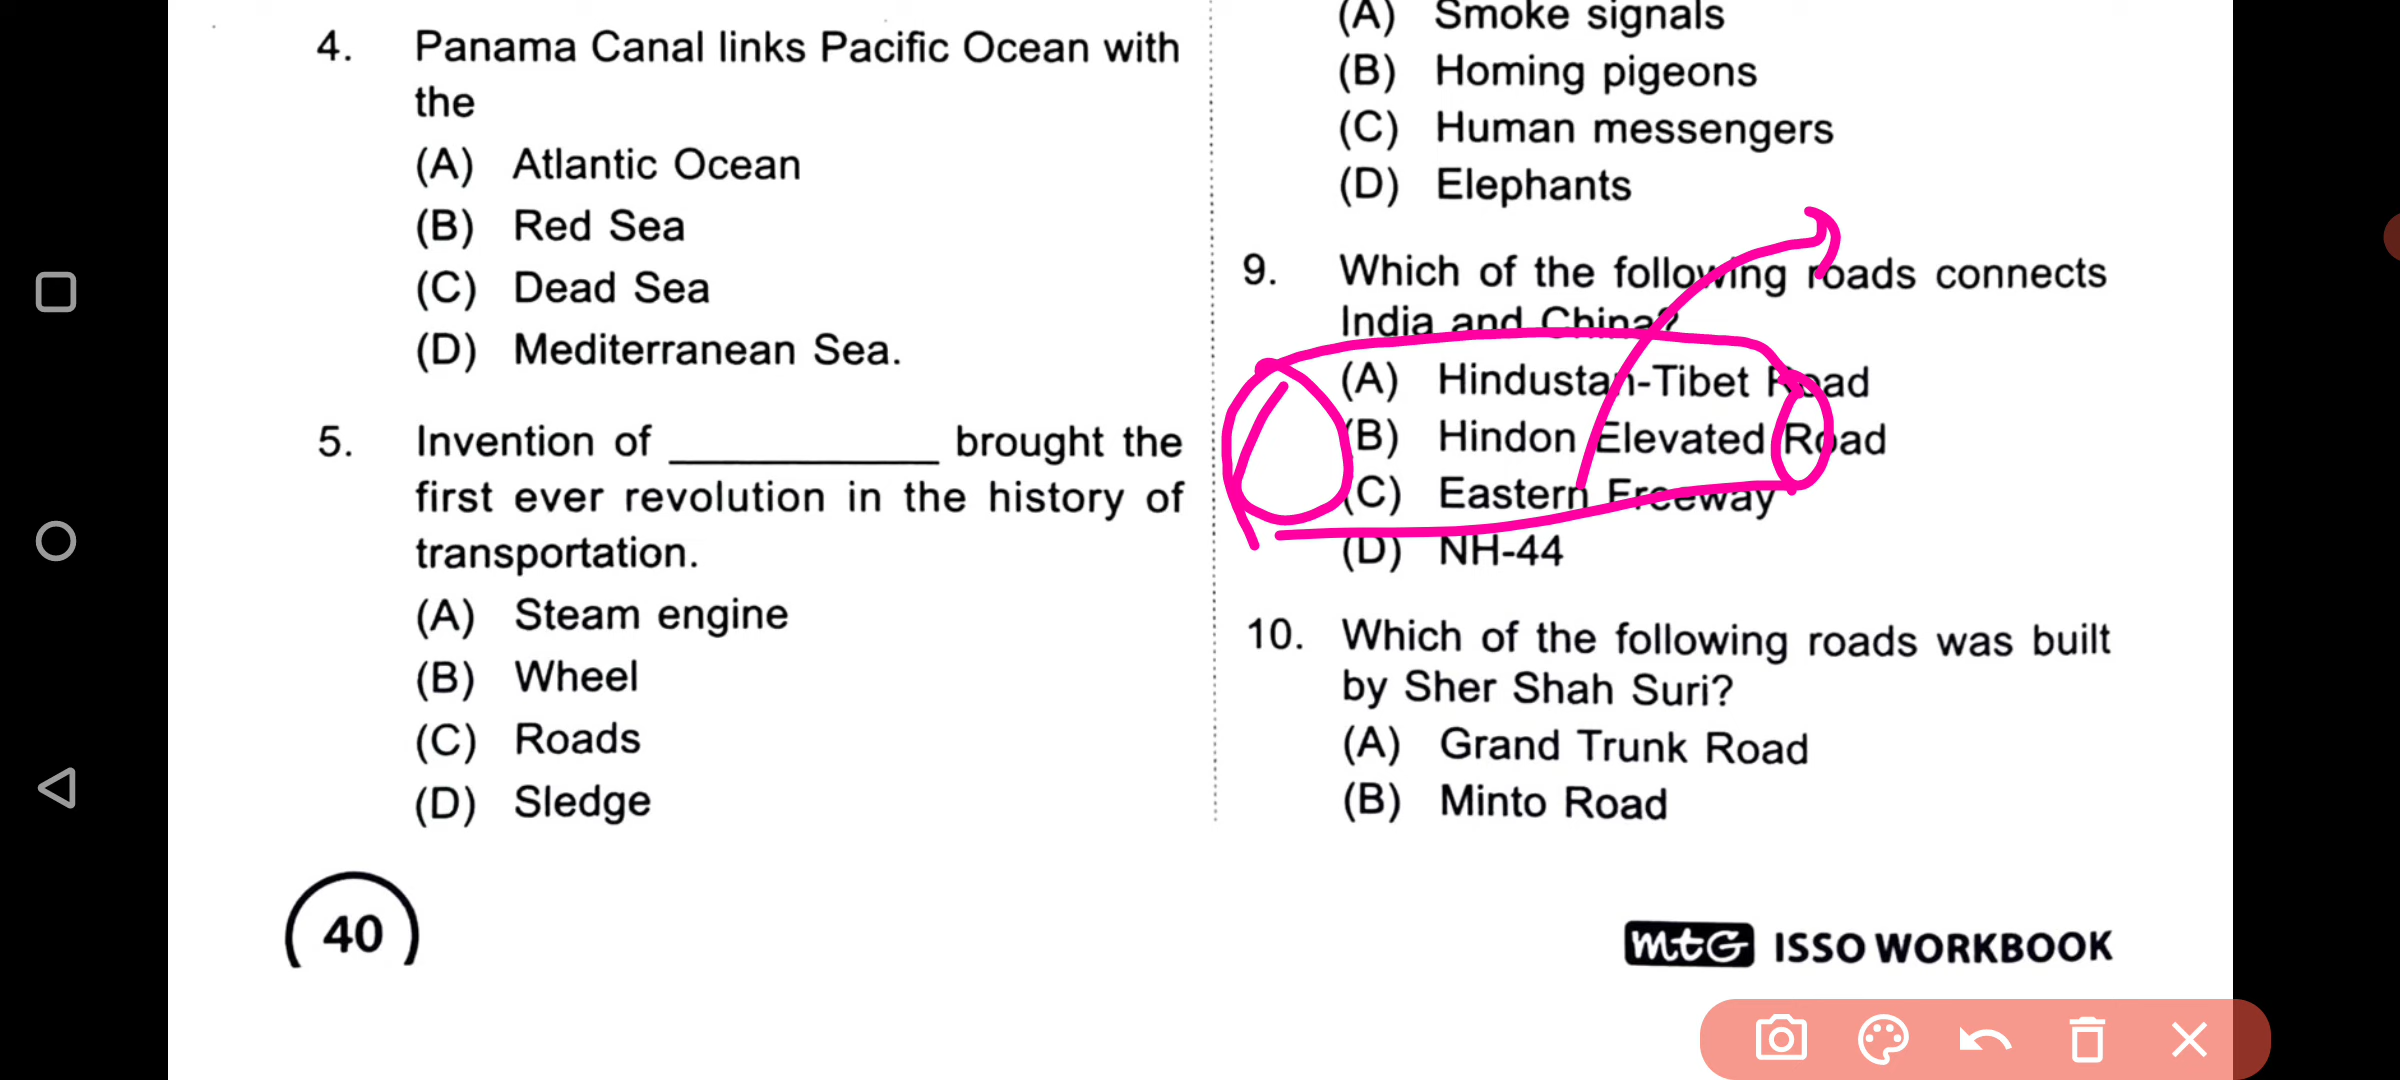 4. Panama Canal links Pacific Ocean with
the
(A) Atlantic Ocean
(B) Red Sea
(C) Dead Sea
(D) Mediterranean Sea.
5. Invention of ____________ brought the
first ever revolution in the history of
transportation.
(A) Steam engine
(B) Wheel
(C) Roads
(D) Sledge
40
(A) Smoke signals
(B) Homing pigeons
(C) Human messengers
(D) Elephants
9. Which of the following roads connects
India and China?
(A) Hindustan-Tibet Road
(B) Hindon Elevated Road
(C) Eastern Freeway
(D) NH-44
10. Which of the following roads was built
by Sher Shah Suri?
(A) Grand Trunk Road
(B) Minto Road
mtG ISSO WORKBOOK